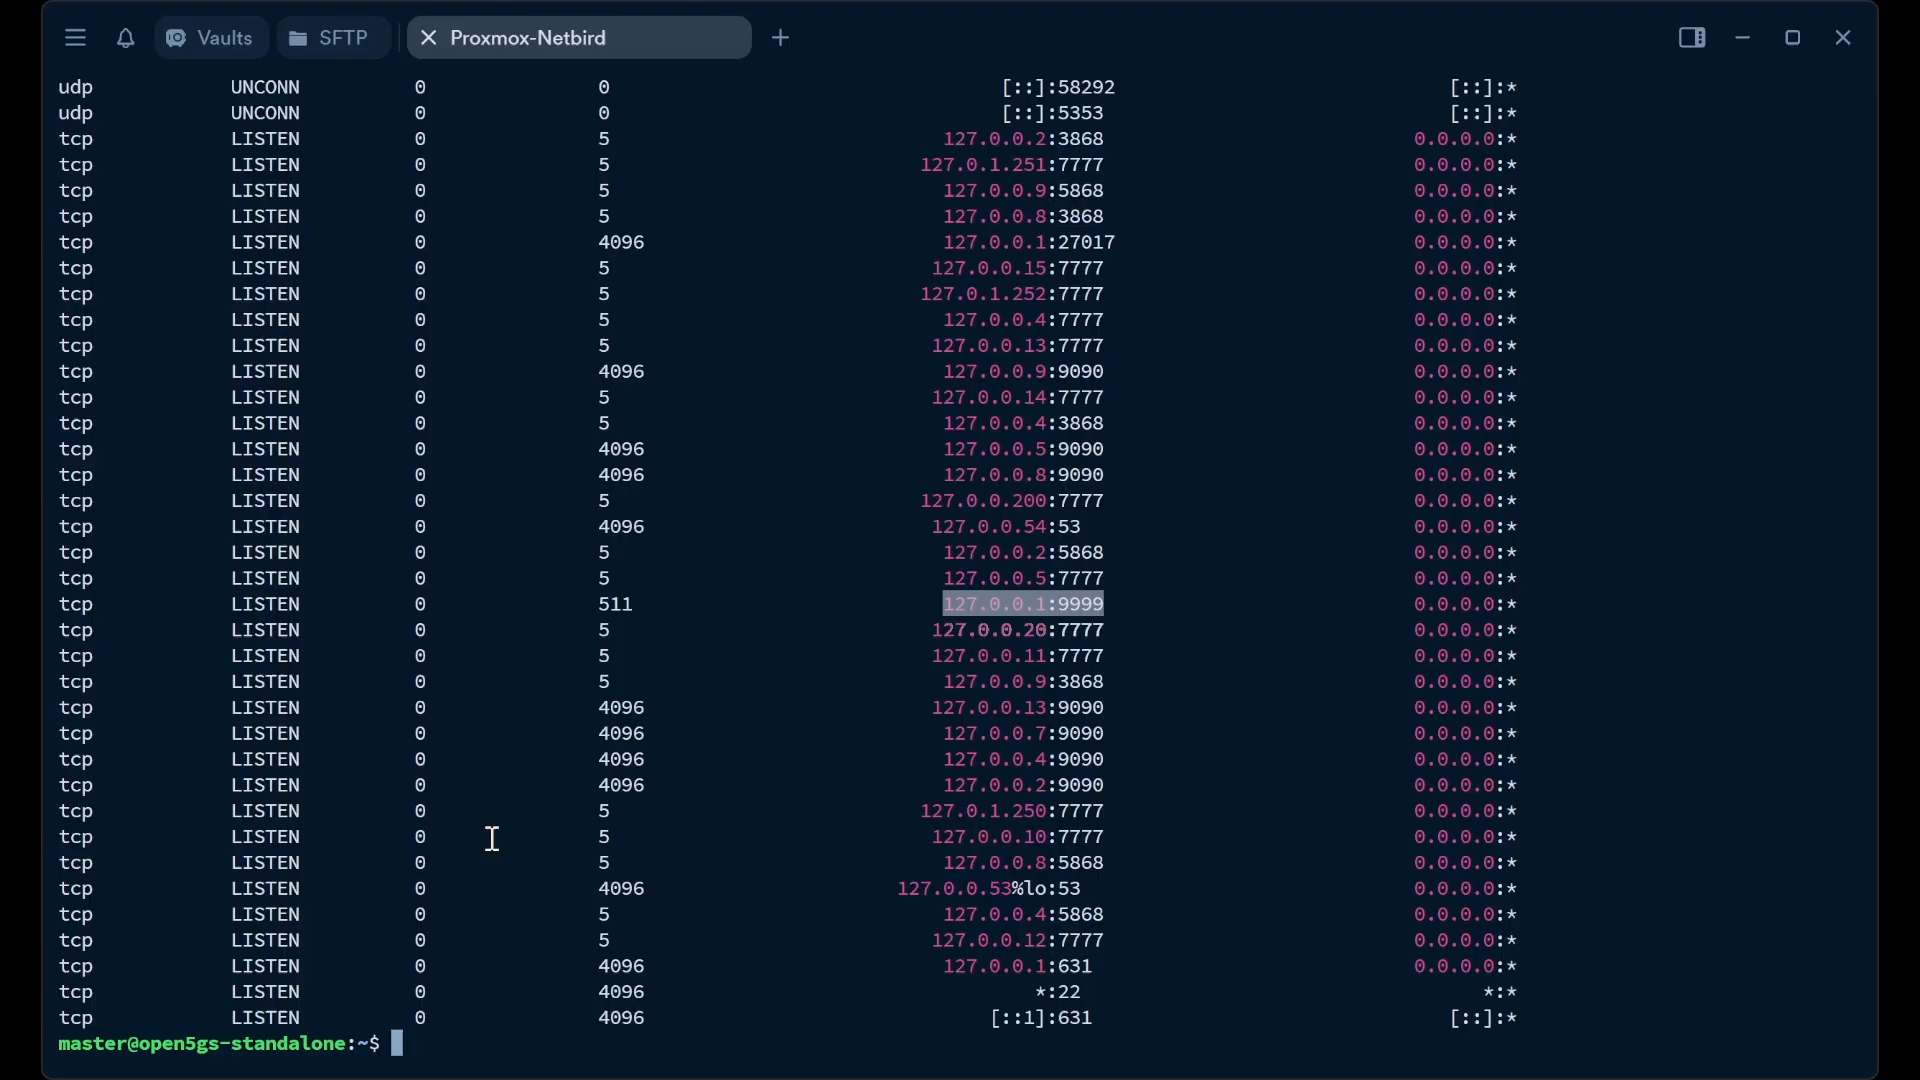 Vaults SFTP Proxmox-Netbird
udp UNCONN 0 0 [::]:58292 [::]:*
udp UNCONN 0 0 [::]:5353 [::]:*
tcp LISTEN 0 5 127.0.0.2:3868 0.0.0.0:*
tcp LISTEN 0 5 127.0.1.251:7777 0.0.0.0:*
tcp LISTEN 0 5 127.0.0.9:5868 0.0.0.0:*
tcp LISTEN 0 5 127.0.0.8:3868 0.0.0.0:*
tcp LISTEN 0 4096 127.0.0.1:27017 0.0.0.0:*
tcp LISTEN 0 5 127.0.0.15:7777 0.0.0.0:*
tcp LISTEN 0 5 127.0.1.252:7777 0.0.0.0:*
tcp LISTEN 0 5 127.0.0.4:7777 0.0.0.0:*
tcp LISTEN 0 5 127.0.0.13:7777 0.0.0.0:*
tcp LISTEN 0 4096 127.0.0.9:9090 0.0.0.0:*
tcp LISTEN 0 5 127.0.0.14:7777 0.0.0.0:*
tcp LISTEN 0 5 127.0.0.4:3868 0.0.0.0:*
tcp LISTEN 0 4096 127.0.0.5:9090 0.0.0.0:*
tcp LISTEN 0 4096 127.0.0.8:9090 0.0.0.0:*
tcp LISTEN 0 5 127.0.0.200:7777 0.0.0.0:*
tcp LISTEN 0 4096 127.0.0.54:53 0.0.0.0:*
tcp LISTEN 0 5 127.0.0.2:5868 0.0.0.0:*
tcp LISTEN 0 5 127.0.0.5:7777 0.0.0.0:*
tcp LISTEN 0 511 127.0.0.1:9999 0.0.0.0:*
tcp LISTEN 0 5 127.0.0.20:7777 0.0.0.0:*
tcp LISTEN 0 5 127.0.0.11:7777 0.0.0.0:*
tcp LISTEN 0 5 127.0.0.9:3868 0.0.0.0:*
tcp LISTEN 0 4096 127.0.0.13:9090 0.0.0.0:*
tcp LISTEN 0 4096 127.0.0.7:9090 0.0.0.0:*
tcp LISTEN 0 4096 127.0.0.4:9090 0.0.0.0:*
tcp LISTEN 0 4096 127.0.0.2:9090 0.0.0.0:*
tcp LISTEN 0 5 127.0.1.250:7777 0.0.0.0:*
tcp LISTEN 0 5 127.0.0.10:7777 0.0.0.0:*
tcp LISTEN 0 5 127.0.0.8:5868 0.0.0.0:*
tcp LISTEN 0 4096 127.0.0.53%lo:53 0.0.0.0:*
tcp LISTEN 0 5 127.0.0.4:5868 0.0.0.0:*
tcp LISTEN 0 5 127.0.0.12:7777 0.0.0.0:*
tcp LISTEN 0 4096 127.0.0.1:631 0.0.0.0:*
tcp LISTEN 0 4096 *:22 *:*
tcp LISTEN 0 4096 [::1]:631 [::]:*
master@open5gs-standalone:~$